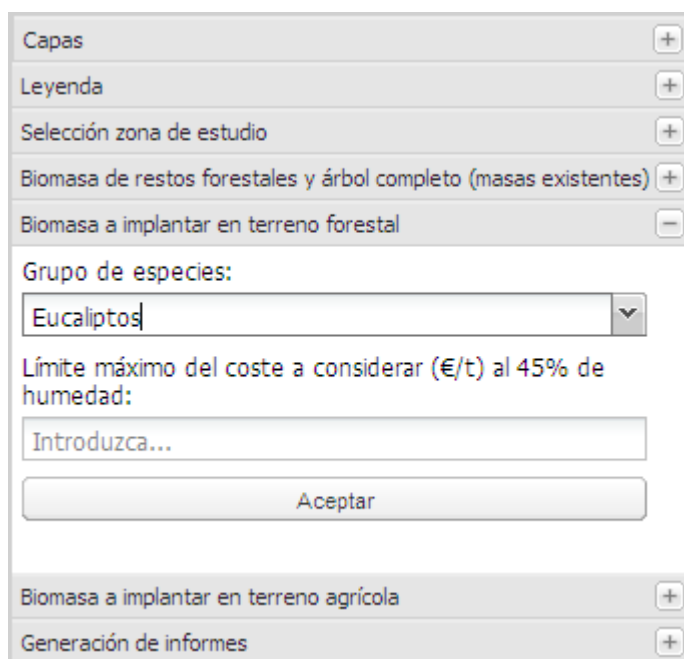 Capas
Leyenda
Selección zona de estudio
Biomasa de restos forestales y árbol completo (masas existentes)
Biomasa a implantar en terreno forestal
Grupo de especies:
Eucaliptos
Límite máximo del coste a considerar (€/t) al 45% de
humedad:
Introduzca...
Aceptar
Biomasa a implantar en terreno agrícola
Generación de informes